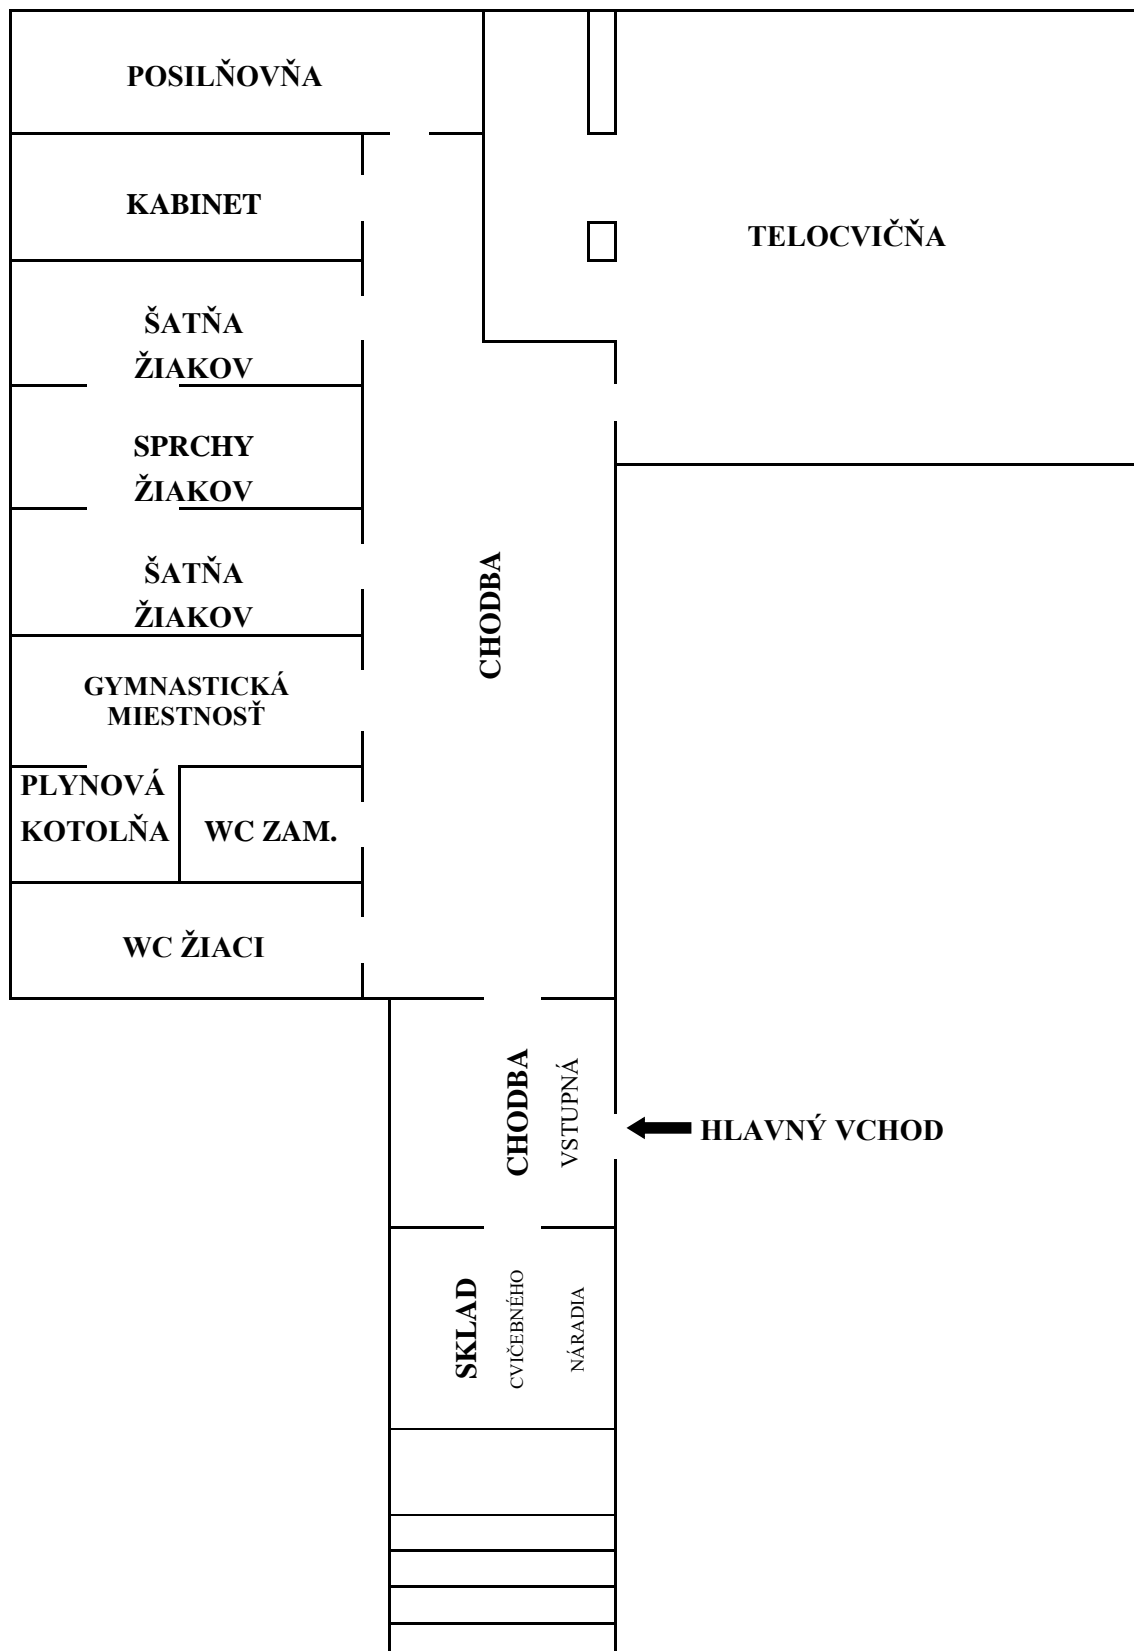 POSILŇOVŇA
KABINET
TELOCVIČŇA
ŠATŇA
ŽIAKOV
SPRCHY
ŽIAKOV
ŠATŇA
ŽIAKOV
CHODBA
GYMNASTICKÁ
MIESTNOSŤ
PLYNOVÁ
KOTOLŇA
WC ZAM.
WC ŽIACI
CHODBA
VSTUPNÁ
HLAVNÝ VCHOD
SKLAD
CVIČEBNÉHO
NÁRADIA